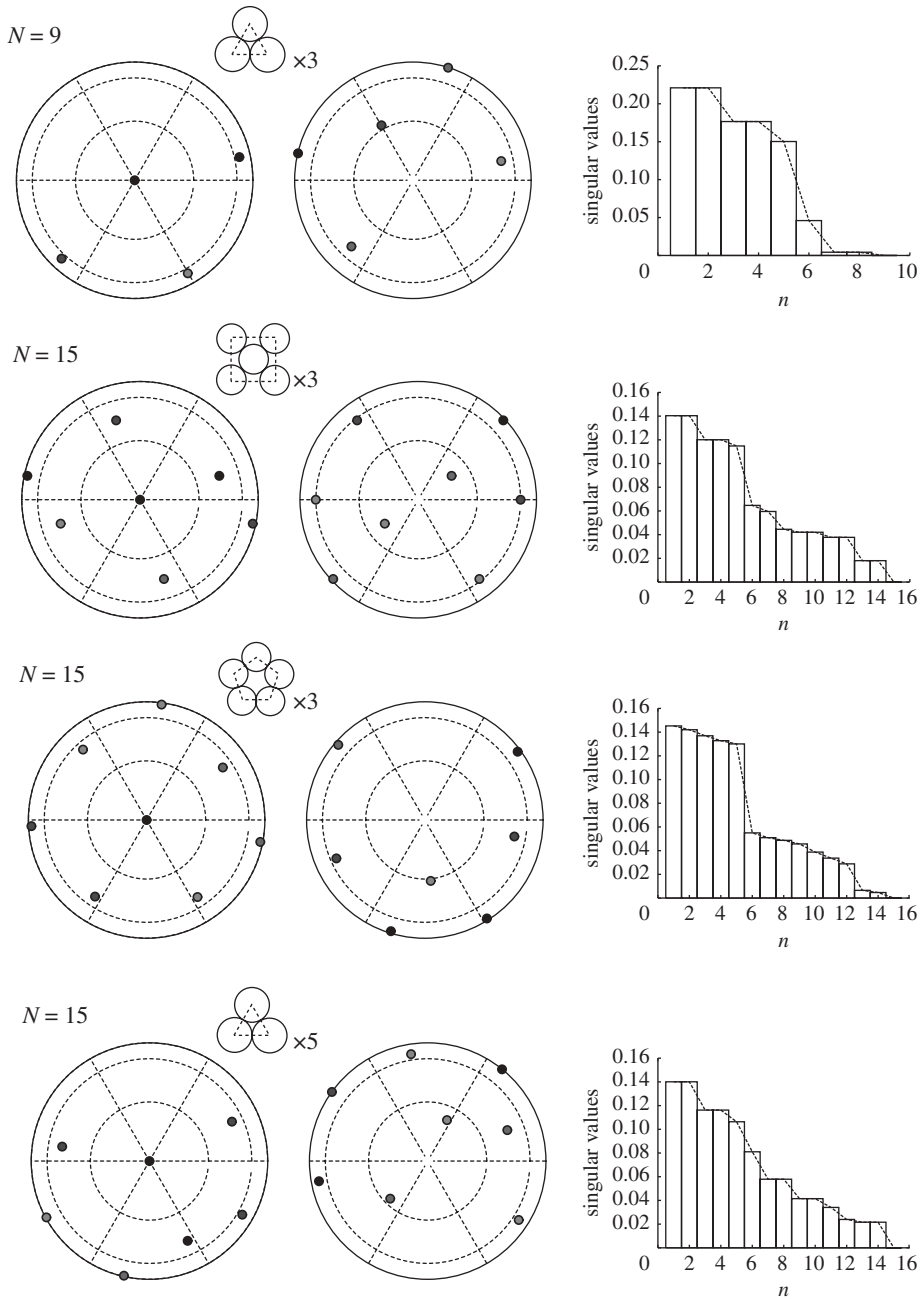 N = 9
×3
singular values
0.25
0.20
0.15
0.10
0.05
0 2 4 6 8 10
n
N = 15
×3
singular values
0.16
0.14
0.12
0.10
0.08
0.06
0.04
0.02
0 2 4 6 8 10 12 14 16
n
N = 15
×3
singular values
0.16
0.14
0.12
0.10
0.08
0.06
0.04
0.02
0 2 4 6 8 10 12 14 16
n
N = 15
×5
singular values
0.16
0.14
0.12
0.10
0.08
0.06
0.04
0.02
0 2 4 6 8 10 12 14 16
n